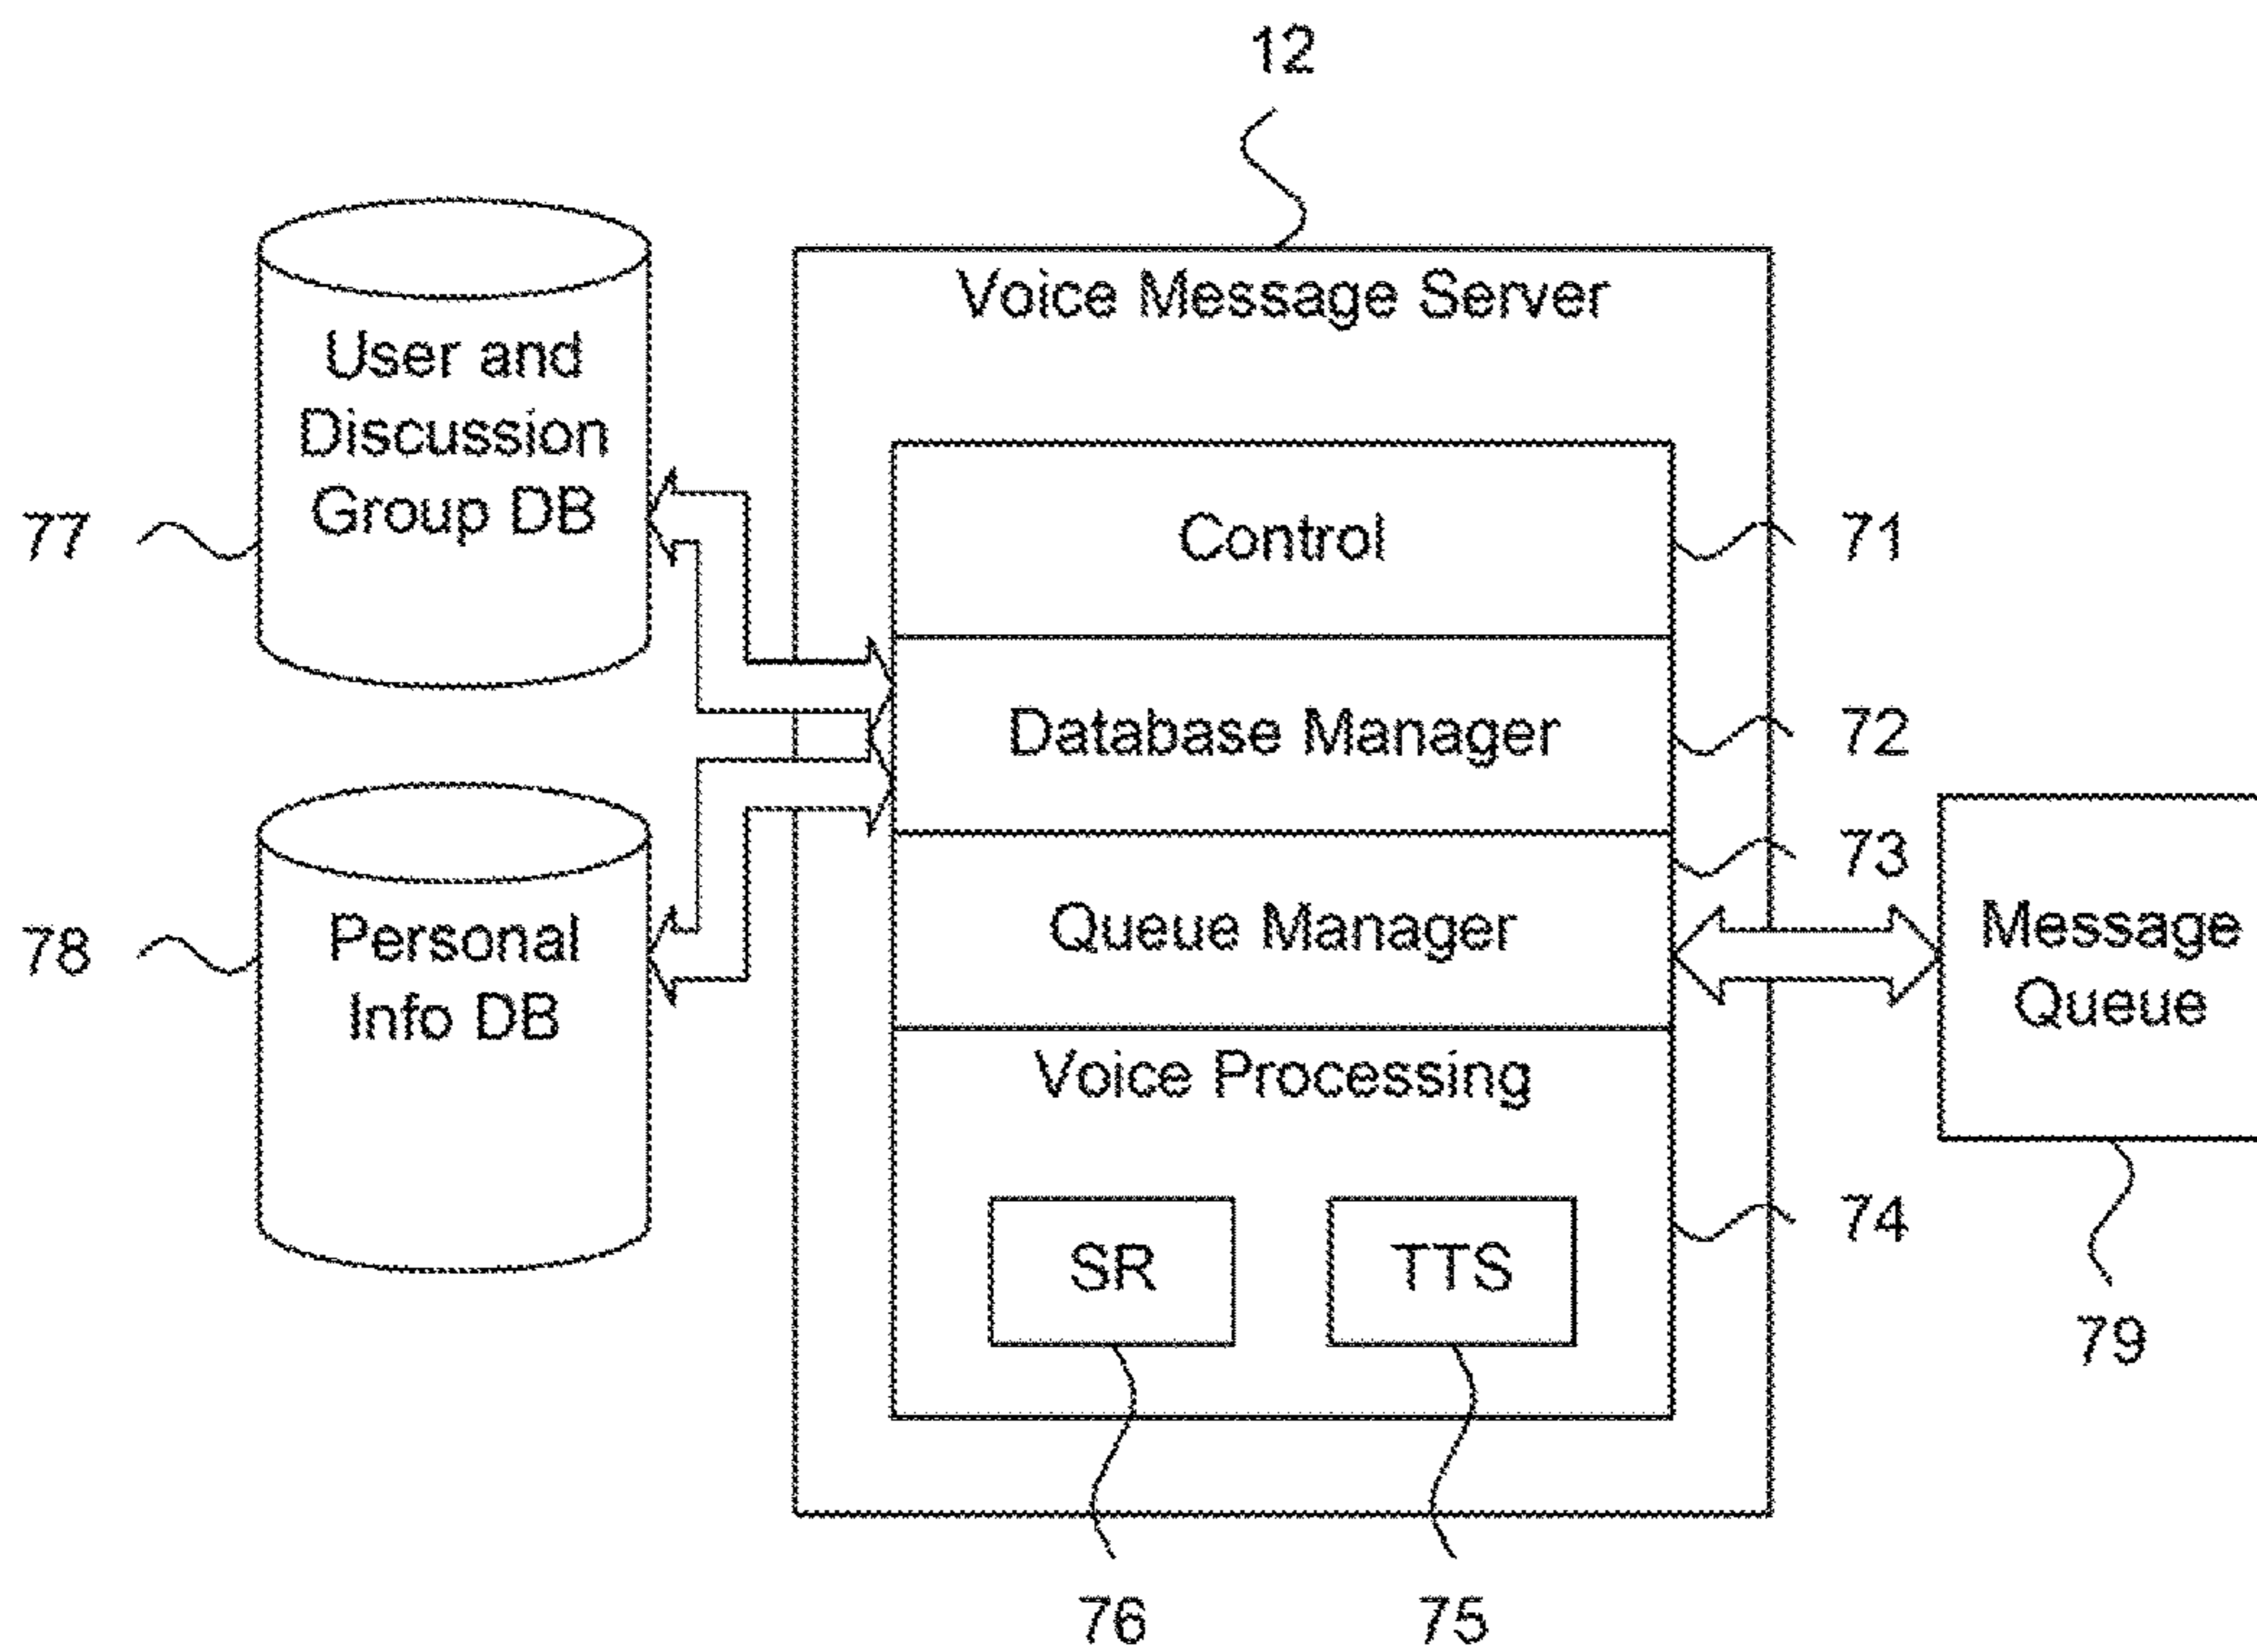 12
Voice Message Server
User and
Discussion
Group DB
77
Control
71
Database Manager
72
73
Personal
Info DB
78
Queue Manager
Message
Queue
Voice Processing
74
SR
TTS
79
76
75